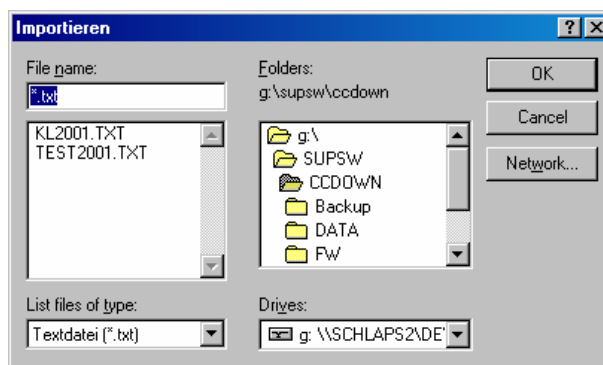 Importieren
File name:
*.txt
KL2001.TXT
TEST2001.TXT
List files of type:
Textdatei (*.txt)
Folders:
g:\supsw\ccdown
g:\
SUPSW
CCDOWN
Backup
DATA
FW
Drives:
g: \\SCHLAPS2\DE'
OK
Cancel
Network...